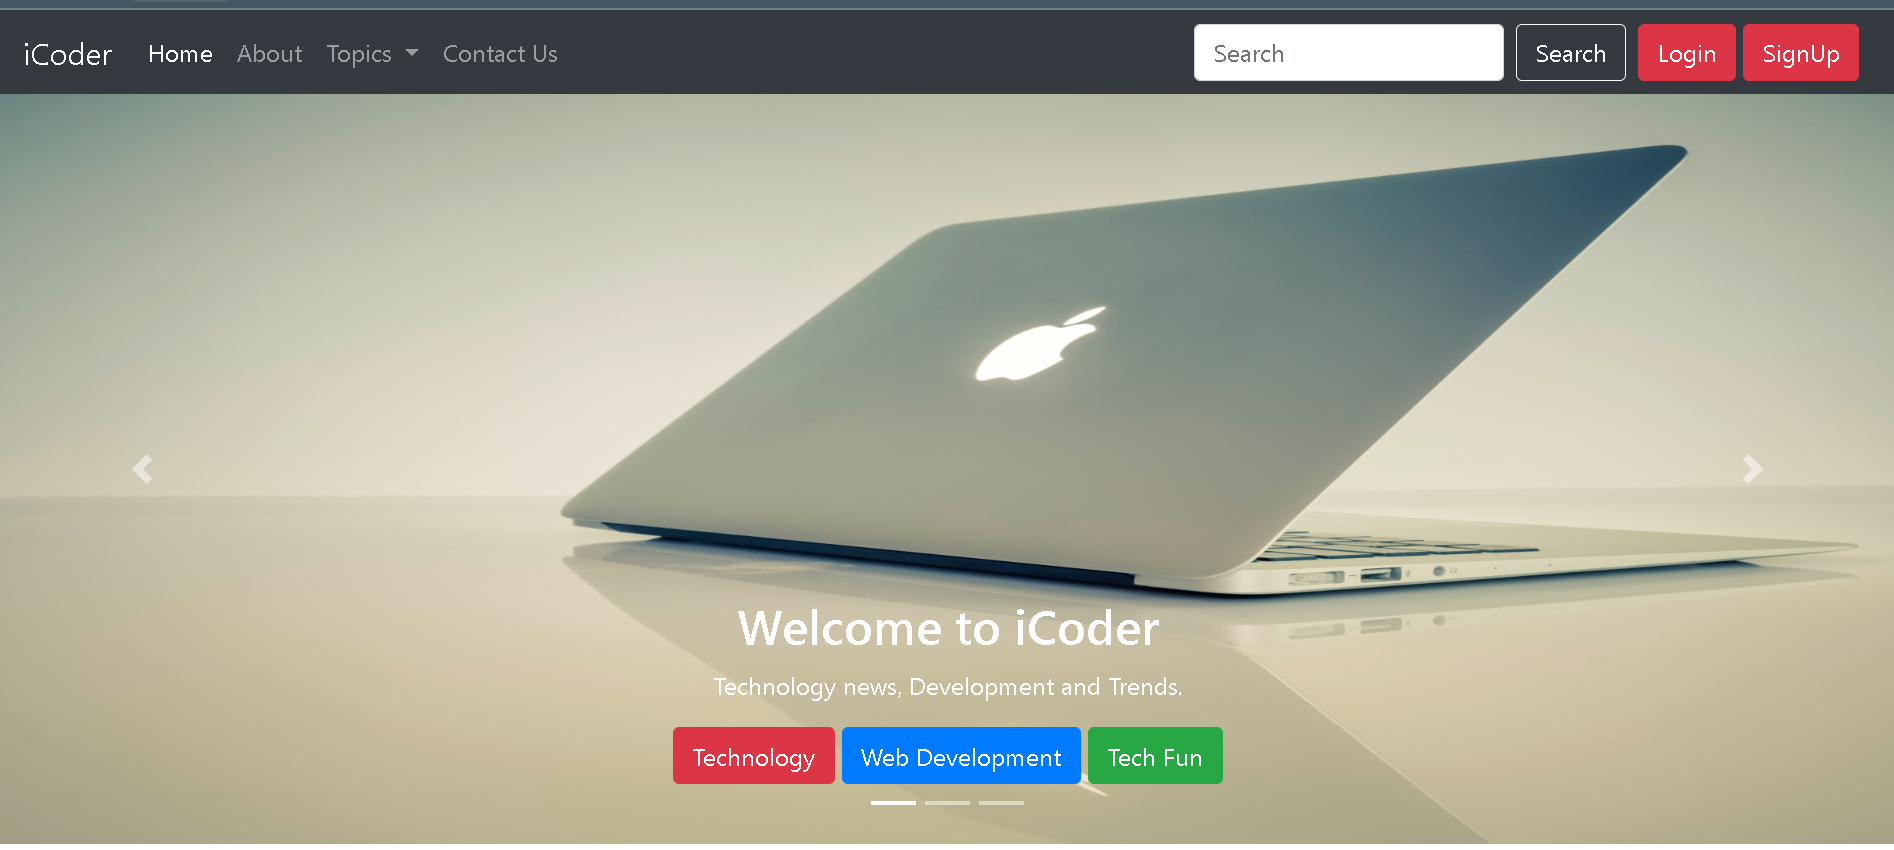 iCoder Home About Topics Contact Us Search Search Login SignUp
Welcome to iCoder
Technology news, Development and Trends.
Technology Web Development Tech Fun